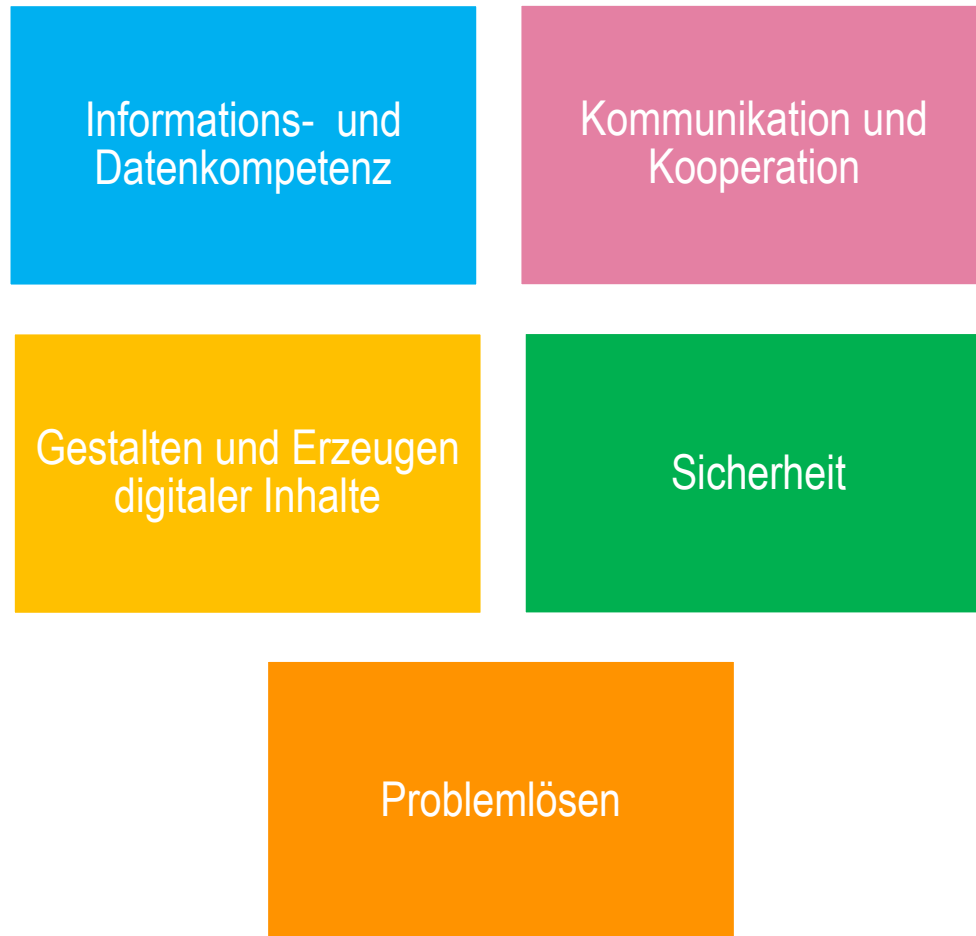 Informations- und
Datenkompetenz
Kommunikation und
Kooperation
Gestalten und Erzeugen
digitaler Inhalte
Sicherheit
Problemlösen